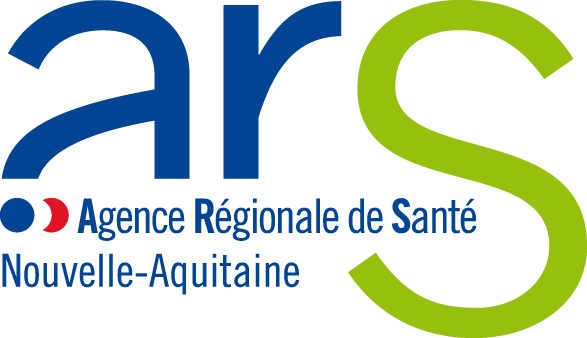 ars
Agence Régionale de Santé
Nouvelle-Aquitaine